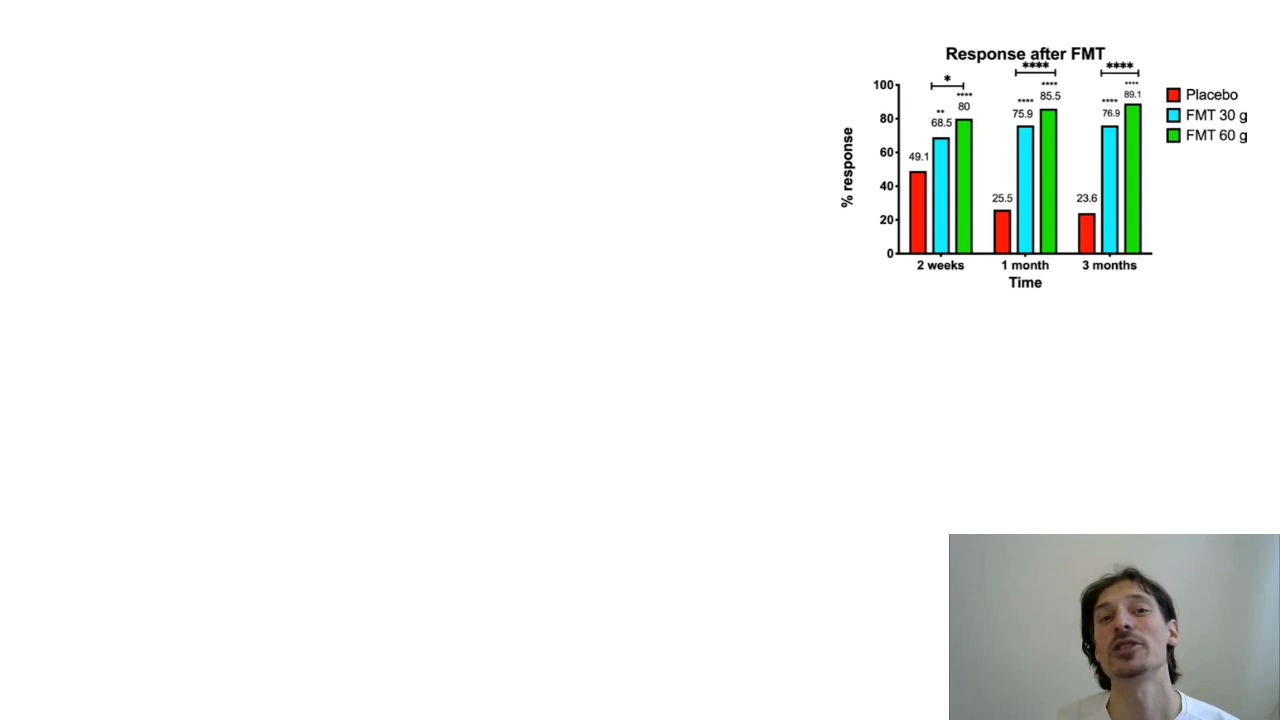 Response after FMT
* **** ****
100
80
60
40
20
0
% response
49.1
**
68.5
****
80
25.5
****
75.9
****
85.5
23.6
****
76.9
****
89.1
2 weeks 1 month 3 months
Time
Placebo
FMT 30 g
FMT 60 g